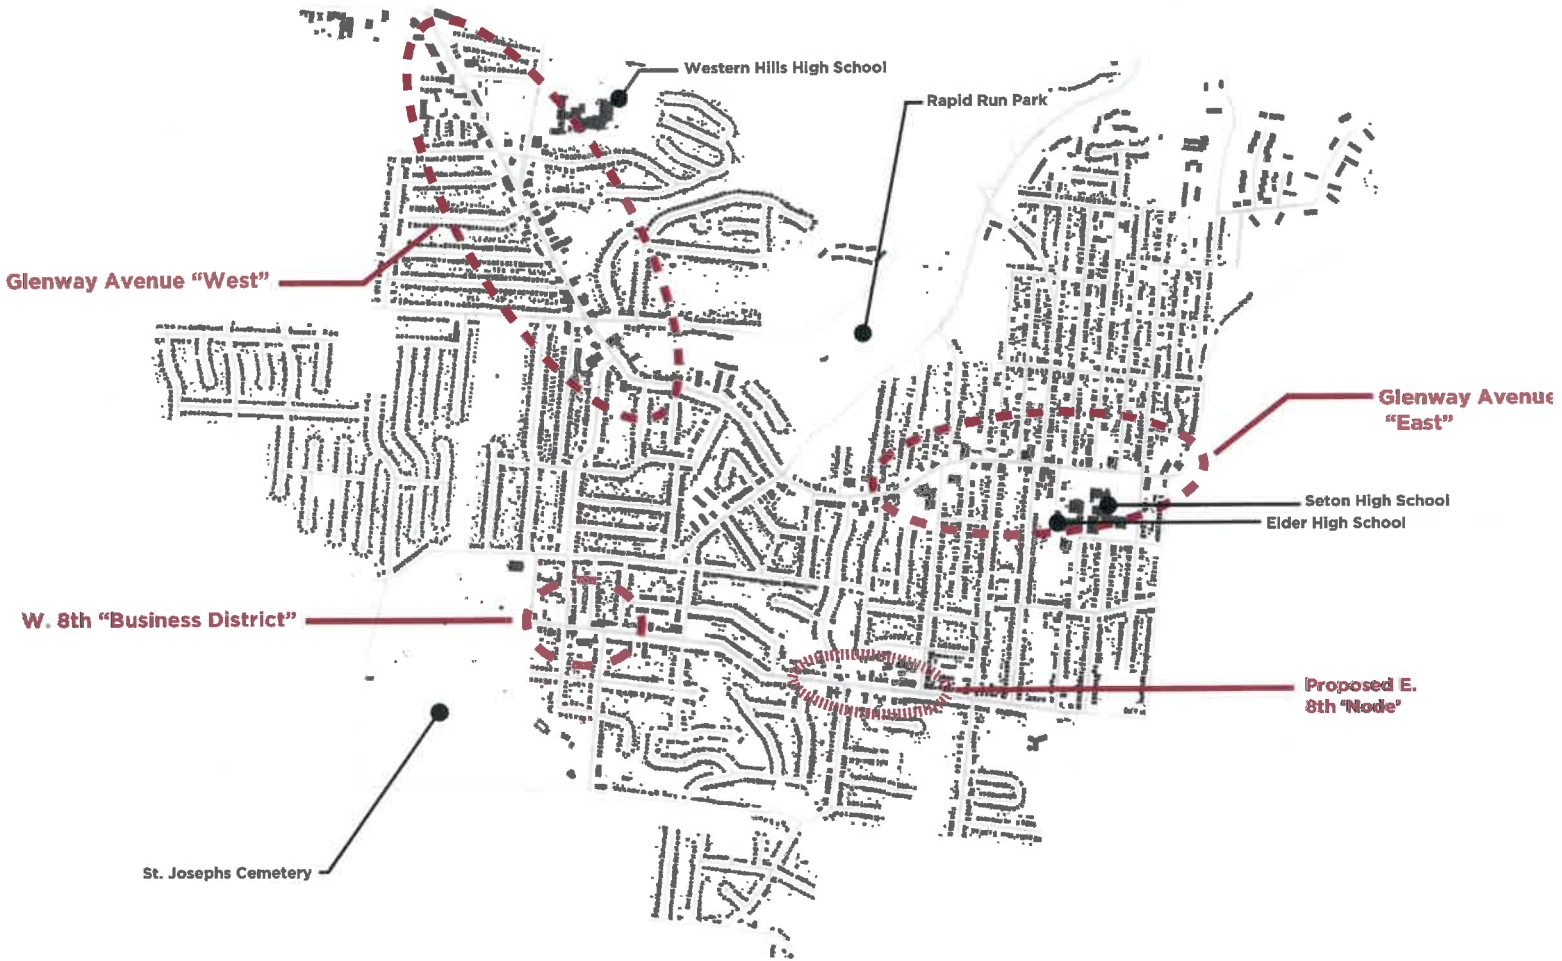 Western Hills High School
Rapid Run Park
Glenway Avenue “West”
Glenway Avenue
“East”
Seton High School
Elder High School
W. 8th “Business District”
Proposed E.
8th "Node"
St. Josephs Cemetery